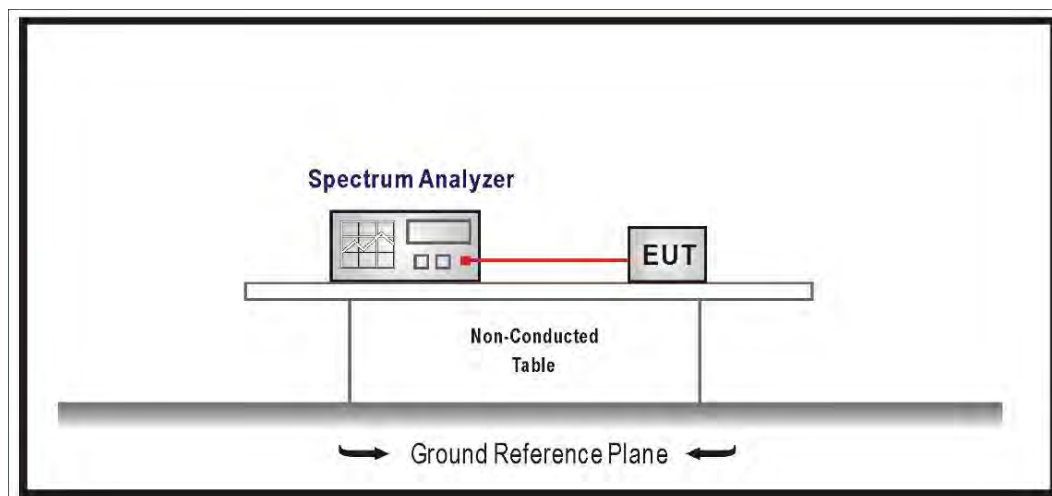 Spectrum Analyzer
EUT
Non-Conducted
Table
Ground Reference Plane